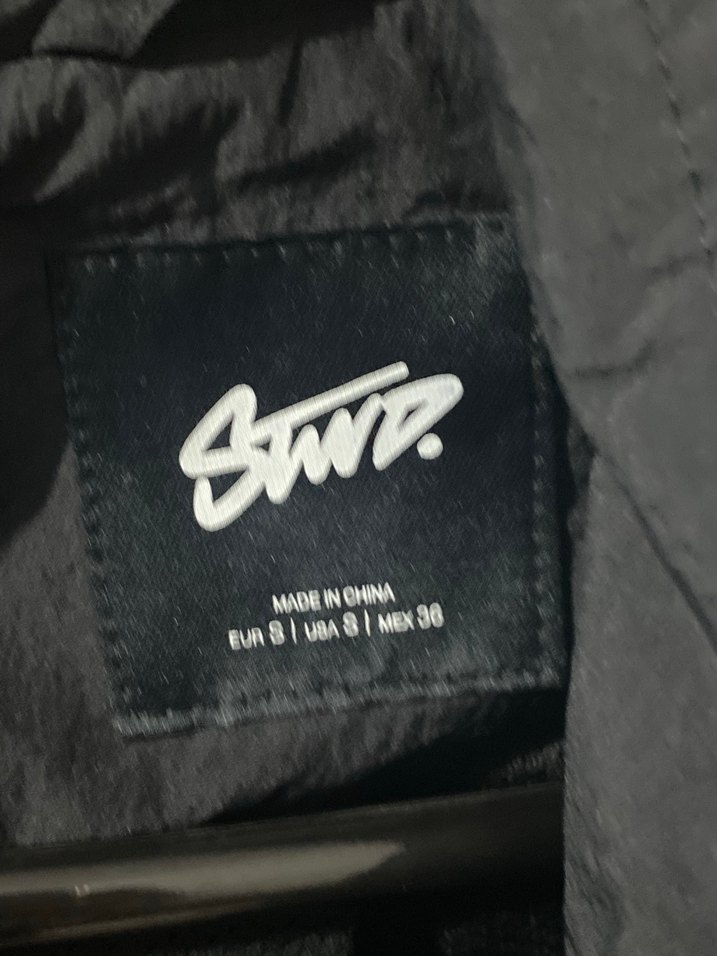 STWD.
MADE IN CHINA
EUR S | USA S | MEX 36